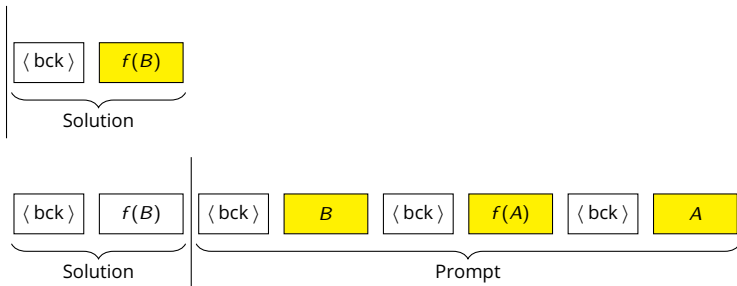 ⟨ bck ⟩ f(B)
Solution
⟨ bck ⟩ f(B) ⟨ bck ⟩ B ⟨ bck ⟩ f(A) ⟨ bck ⟩ A
Solution Prompt